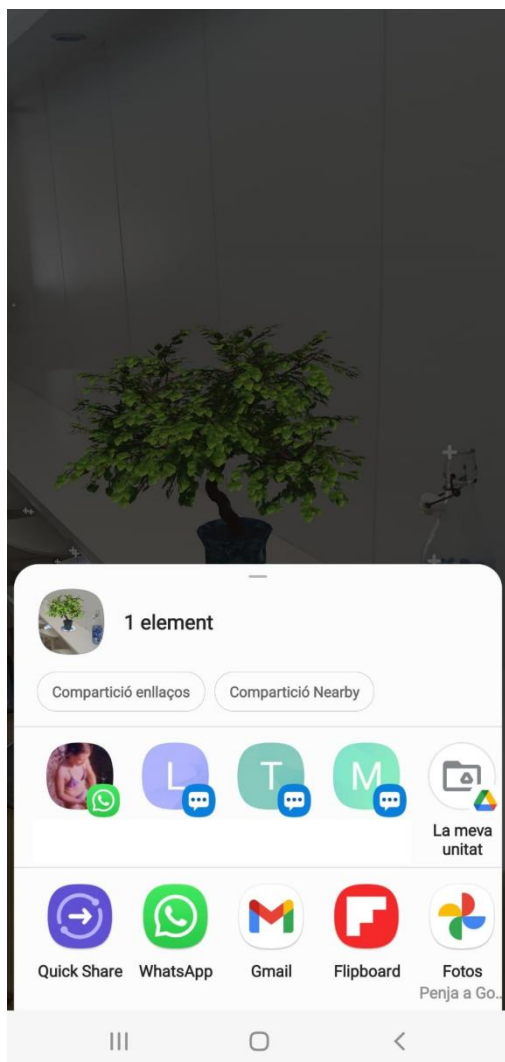 1 element
Compartició enllaços
Compartició Nearby
L
T
M
La meva
unitat
Quick Share
WhatsApp
Gmail
Flipboard
Fotos
Penja a Go..